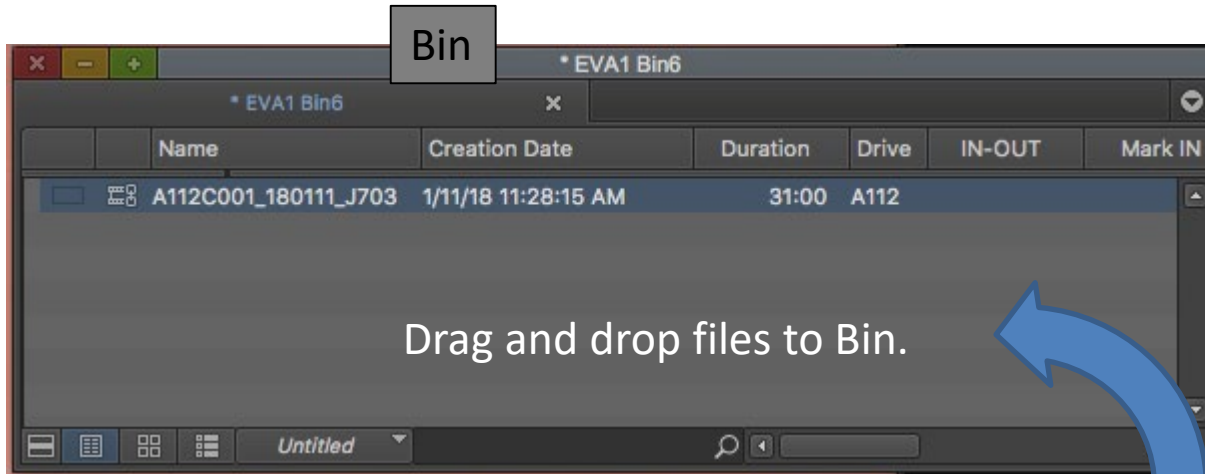 Bin
* EVA1 Bin6
* EVA1 Bin6
Name Creation Date Duration Drive IN-OUT Mark IN
A112C001_180111_J703 1/11/18 11:28:15 AM 31:00 A112
Drag and drop files to Bin.
Untitled